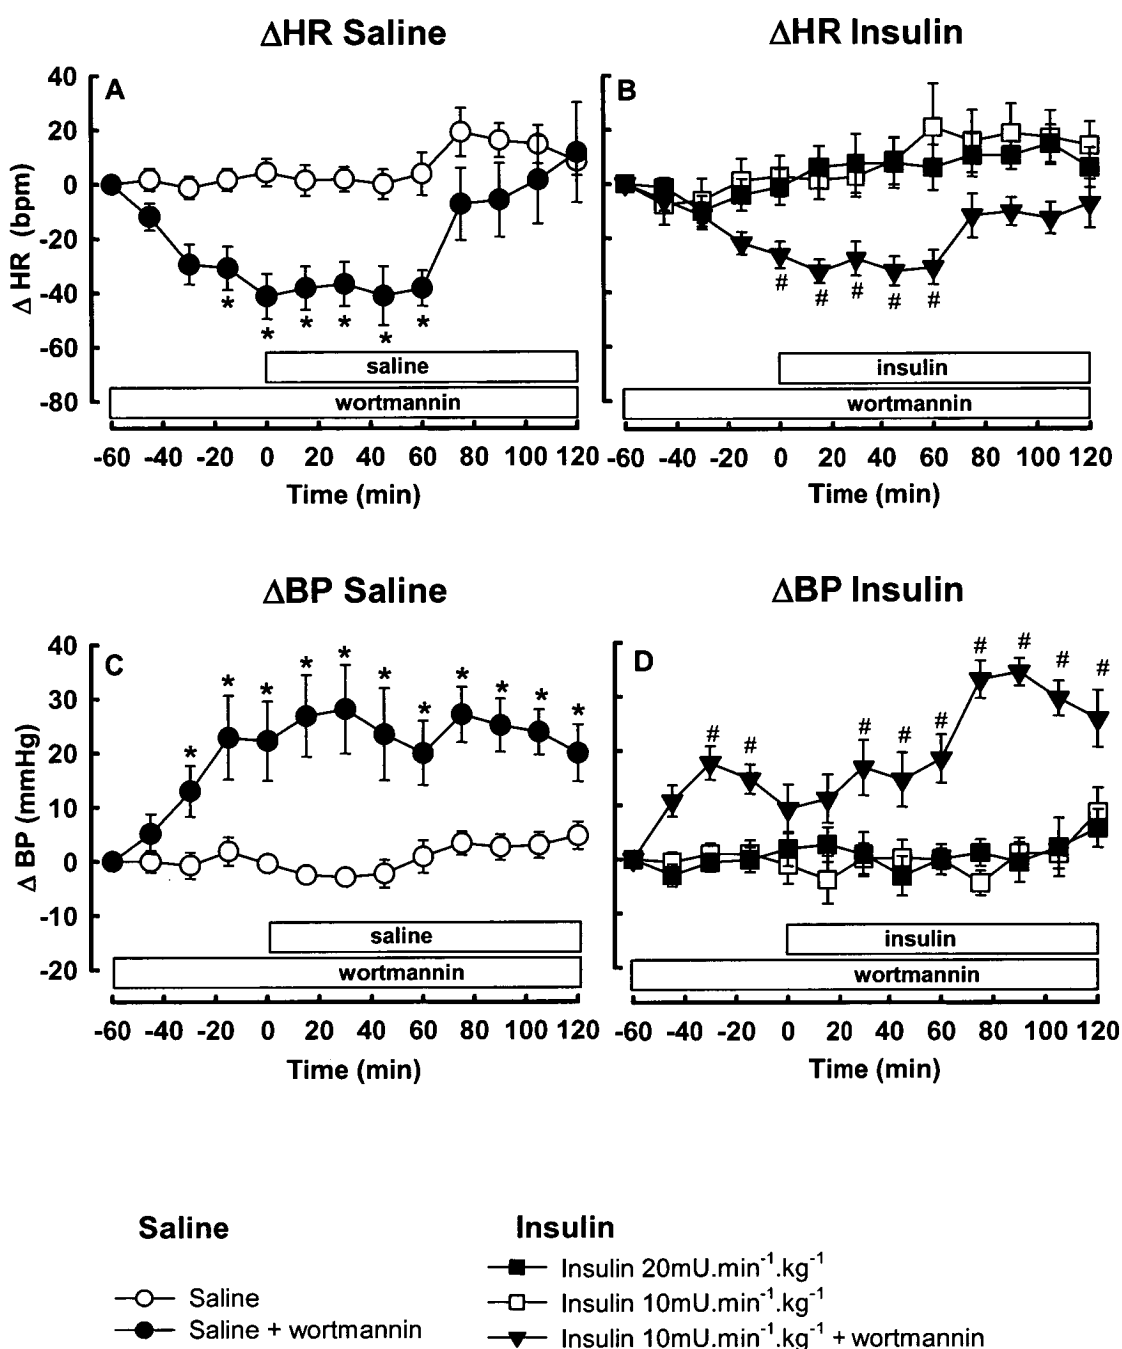 ΔHR Saline
ΔHR Insulin
A
B
40
20
0
-20
-40
-60
-80
Δ HR (bpm)
*
*
*
*
*
*
#
#
#
#
#
saline
wortmannin
insulin
wortmannin
-60 -40 -20 0 20 40 60 80 100 120
-60 -40 -20 0 20 40 60 80 100 120
Time (min)
Time (min)
ΔBP Saline
ΔBP Insulin
C
D
40
30
20
10
0
-10
-20
Δ BP (mmHg)
* * * * * * * * * * *
# # # # # # # # #
saline
wortmannin
insulin
wortmannin
-60 -40 -20 0 20 40 60 80 100 120
-60 -40 -20 0 20 40 60 80 100 120
Time (min)
Time (min)
Saline
Saline
Saline + wortmannin
Insulin
Insulin 20mU.min⁻¹.kg⁻¹
Insulin 10mU.min⁻¹.kg⁻¹
Insulin 10mU.min⁻¹.kg⁻¹ + wortmannin